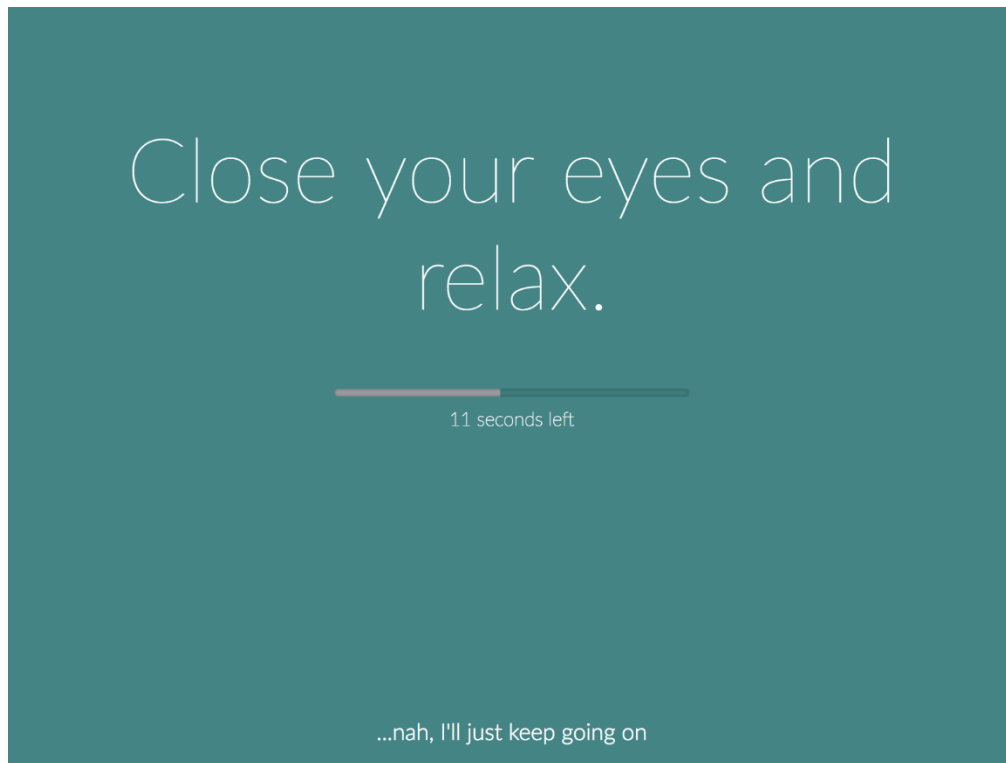 Close your eyes and
relax.
11 seconds left
...nah, I'll just keep going on